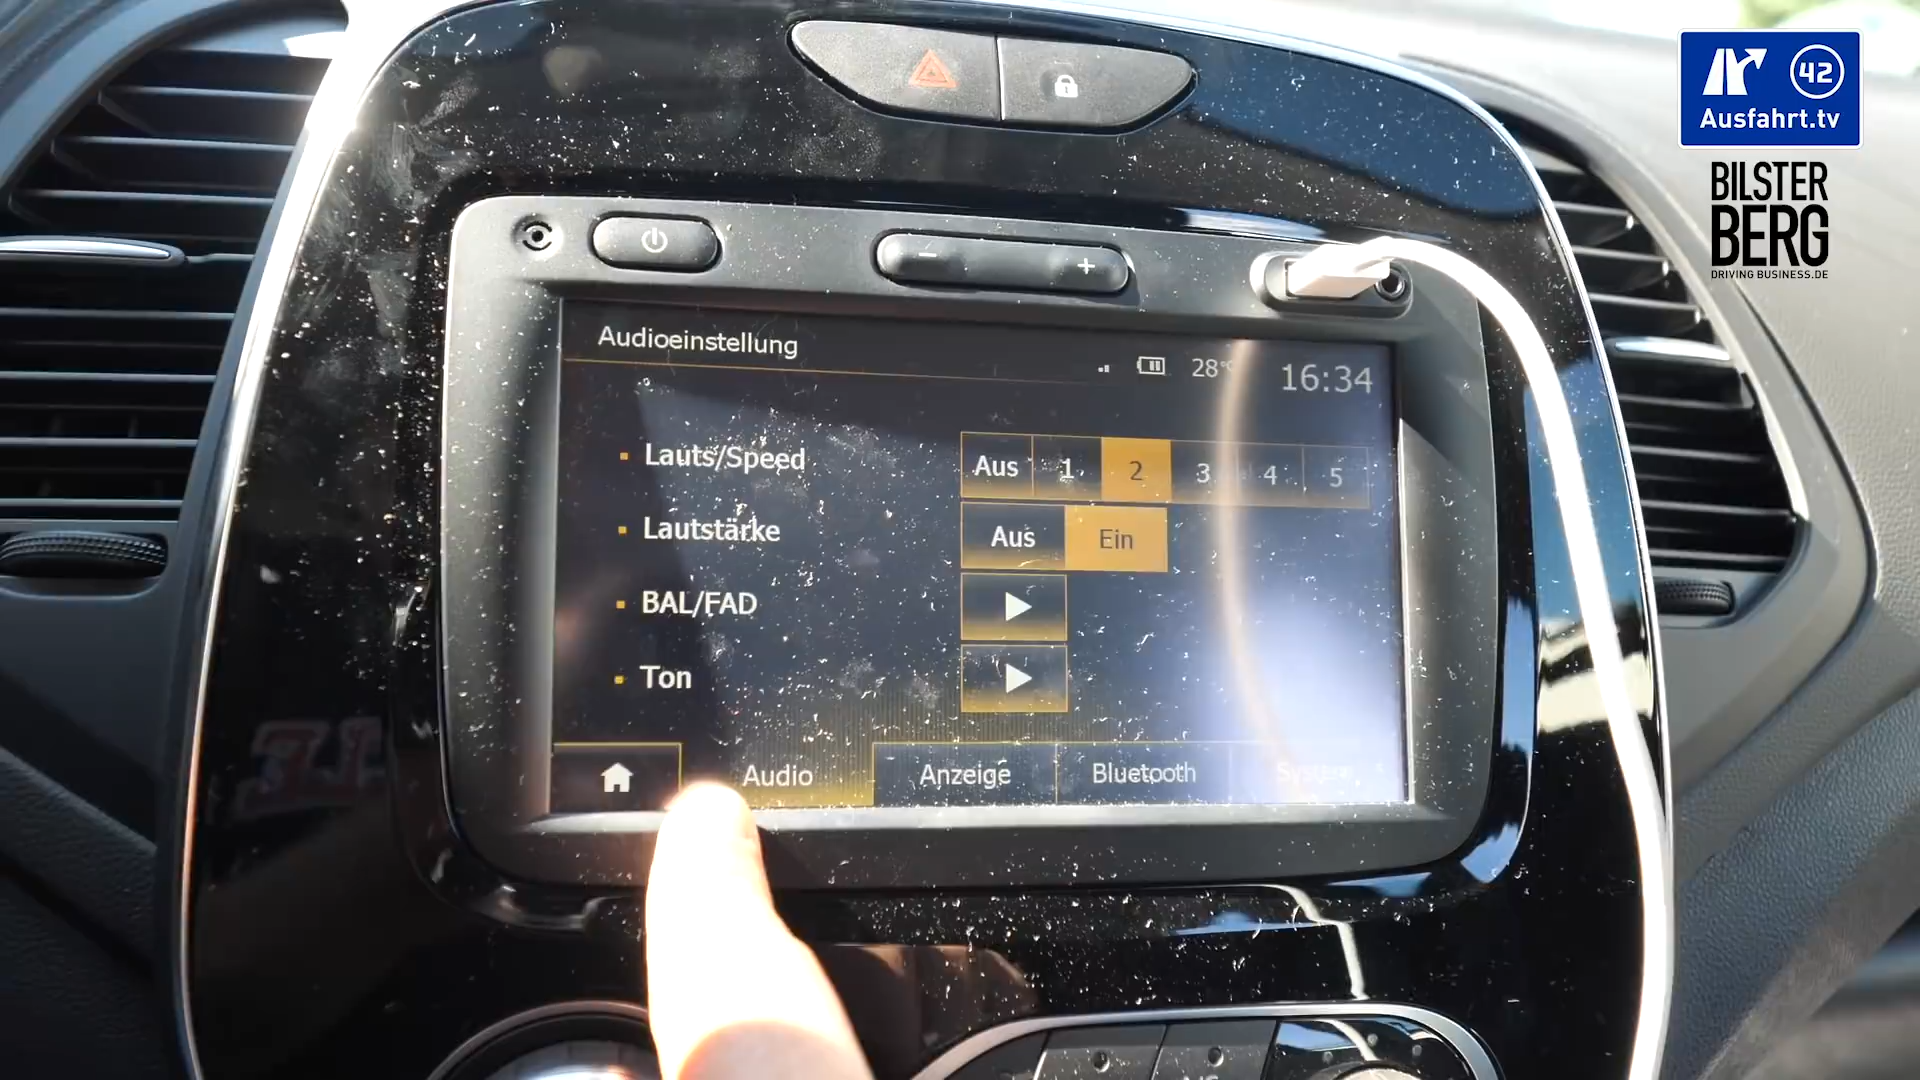 42
Ausfahrt.tv
BILSTER
BERG
DRIVING BUSINESS.DE
Audioeinstellung
28°C 16:34
Lauts/Speed Aus 1 2 3 4 5
Lautstärke Aus Ein
BAL/FAD
Ton
Audio Anzeige Bluetooth System